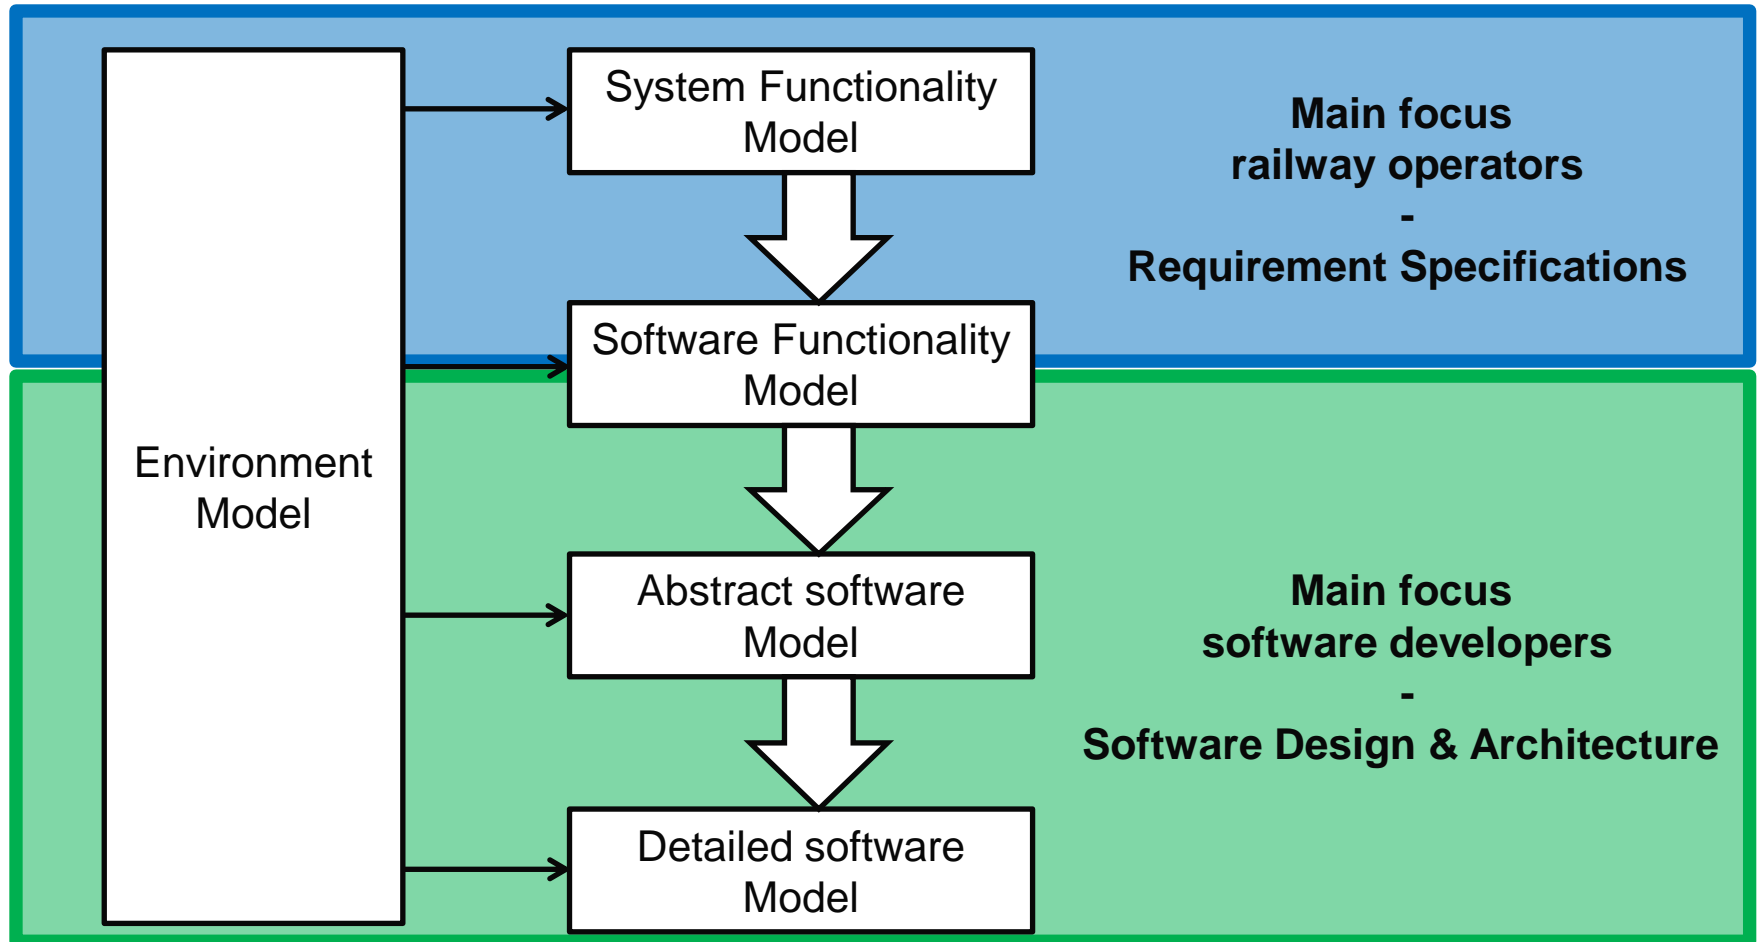 System Functionality
Model
Main focus
railway operators
-
Requirement Specifications
Software Functionality
Model
Environment
Model
Abstract software
Model
Main focus
software developers
-
Software Design & Architecture
Detailed software
Model